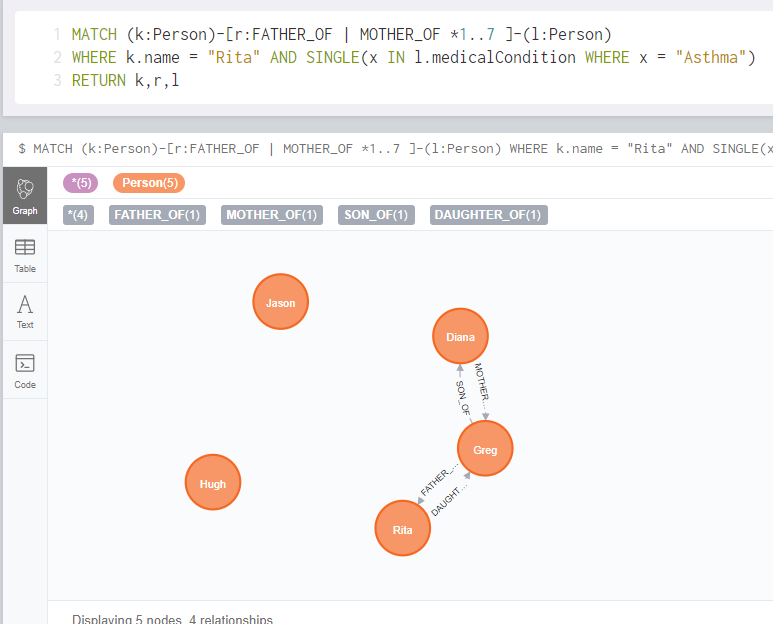 1 MATCH (k:Person)-[r:FATHER_OF | MOTHER_OF *1..7 ]-(l:Person)
2 WHERE k.name = "Rita" AND SINGLE(x IN l.medicalCondition WHERE x = "Asthma")
3 RETURN k,r,l
$ MATCH (k:Person)-[r:FATHER_OF | MOTHER_OF *1..7 ]-(l:Person) WHERE k.name = "Rita" AND SINGLE(x
*(5) Person(5)
*(4) FATHER_OF(1) MOTHER_OF(1) SON_OF(1) DAUGHTER_OF(1)
Graph
Table
A
Text
Code
Jason
Diana
MOTHER...
SON_OF
Greg
FATHER_...
DAUGHT...
Hugh
Rita
Displaying 5 nodes, 4 relationships